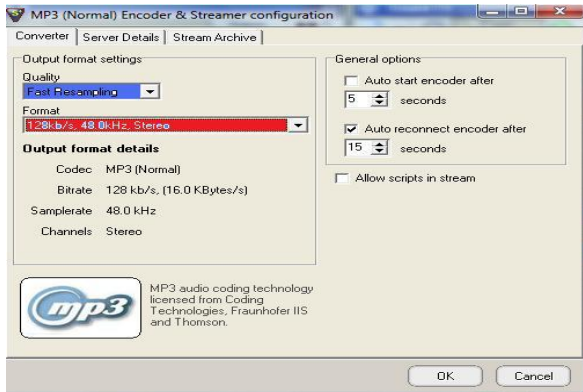 MP3 (Normal) Encoder & Streamer configuration
Converter
Server Details
Stream Archive
Output format settings
Quality
Fast Resampling
Format
128kb/s, 48.0kHz, Stereo
Output format details
Codec MP3 (Normal)
Bitrate 128 kb/s, (16.0 KBytes/s)
Samplerate 48.0 kHz
Channels Stereo
General options
Auto start encoder after
5 seconds
Auto reconnect encoder after
15 seconds
Allow scripts in stream
mp3
MP3 audio coding technology
licensed from Coding
Technologies, Fraunhofer IIS
and Thomson.
OK
Cancel